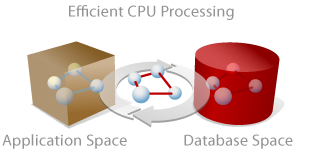 Efficient CPU Processing
Application Space
Database Space